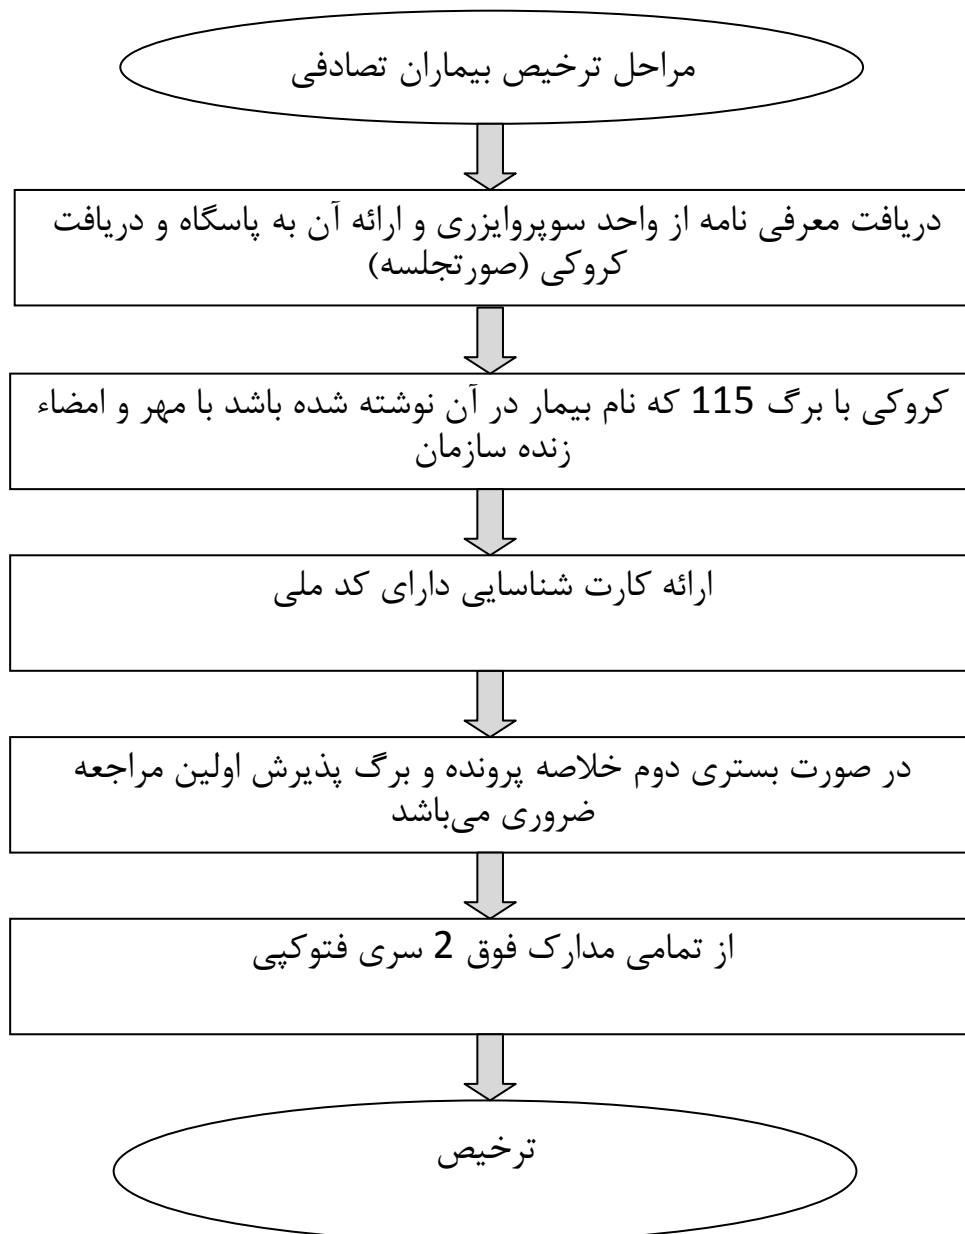 مراحل ترخیص بیماران تصادفی
دریافت معرفی نامه از واحد سوپروایزری و ارائه آن به پاسگاه و دریافت
کروکی (صورتجلسه)
کروکی با برگ 115 که نام بیمار در آن نوشته شده باشد با مهر و امضاء
زنده سازمان
ارائه کارت شناسایی دارای کد ملی
در صورت بستری دوم خلاصه پرونده و برگ پذیرش اولین مراجعه
ضروری می‌باشد
از تمامی مدارک فوق 2 سری فتوکپی
ترخیص